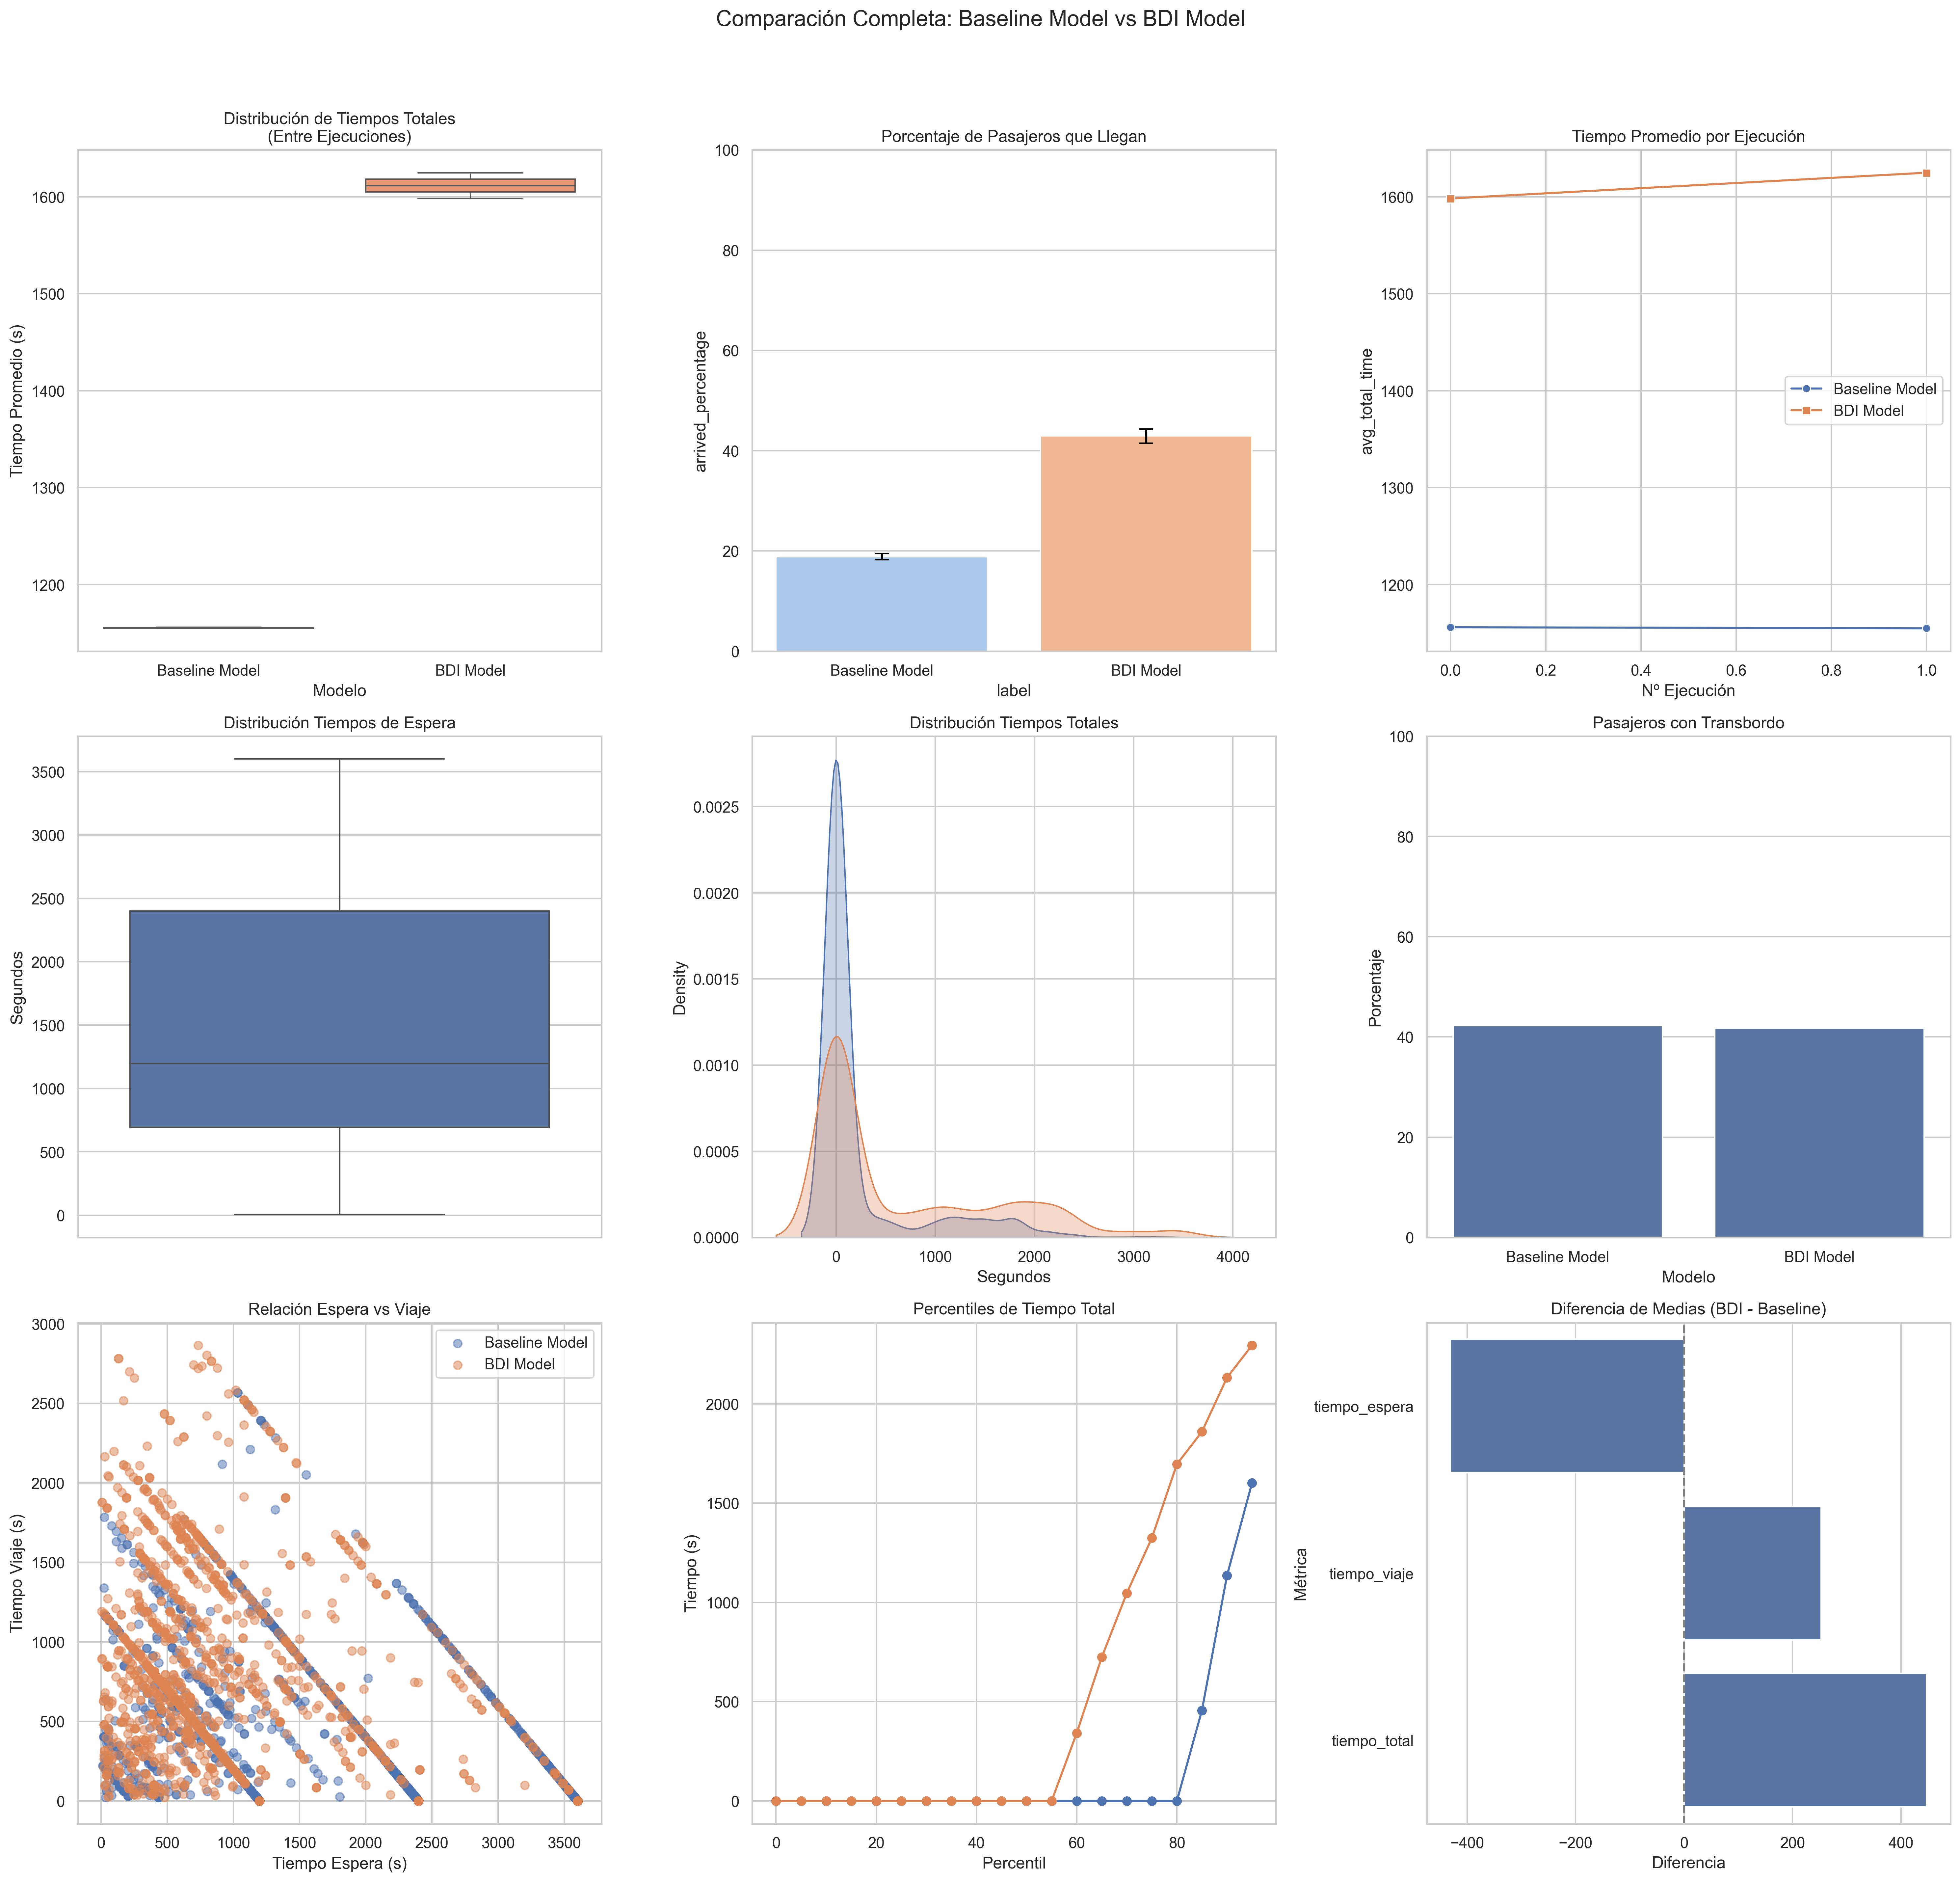 Comparación Completa: Baseline Model vs BDI Model
Distribución de Tiempos Totales
(Entre Ejecuciones)
Tiempo Promedio (s)
1600
1500
1400
1300
1200
Baseline Model
BDI Model
Modelo
Porcentaje de Pasajeros que Llegan
arrived_percentage
100
80
60
40
20
0
Baseline Model
BDI Model
label
Tiempo Promedio por Ejecución
avg_total_time
1600
1500
1400
1300
1200
Baseline Model
BDI Model
0.0
0.2
0.4
0.6
0.8
1.0
Nº Ejecución
Distribución Tiempos de Espera
Segundos
3500
3000
2500
2000
1500
1000
500
0
Distribución Tiempos Totales
Density
0.0025
0.0020
0.0015
0.0010
0.0005
0.0000
0
1000
2000
3000
4000
Segundos
Pasajeros con Transbordo
Porcentaje
100
80
60
40
20
0
Baseline Model
BDI Model
Modelo
Relación Espera vs Viaje
Tiempo Viaje (s)
3000
2500
2000
1500
1000
500
0
Baseline Model
BDI Model
0
500
1000
1500
2000
2500
3000
3500
Tiempo Espera (s)
Percentiles de Tiempo Total
Tiempo (s)
2000
1500
1000
500
0
0
20
40
60
80
Percentil
Diferencia de Medias (BDI - Baseline)
Métrica
tiempo_espera
tiempo_viaje
tiempo_total
−400
−200
0
200
400
Diferencia